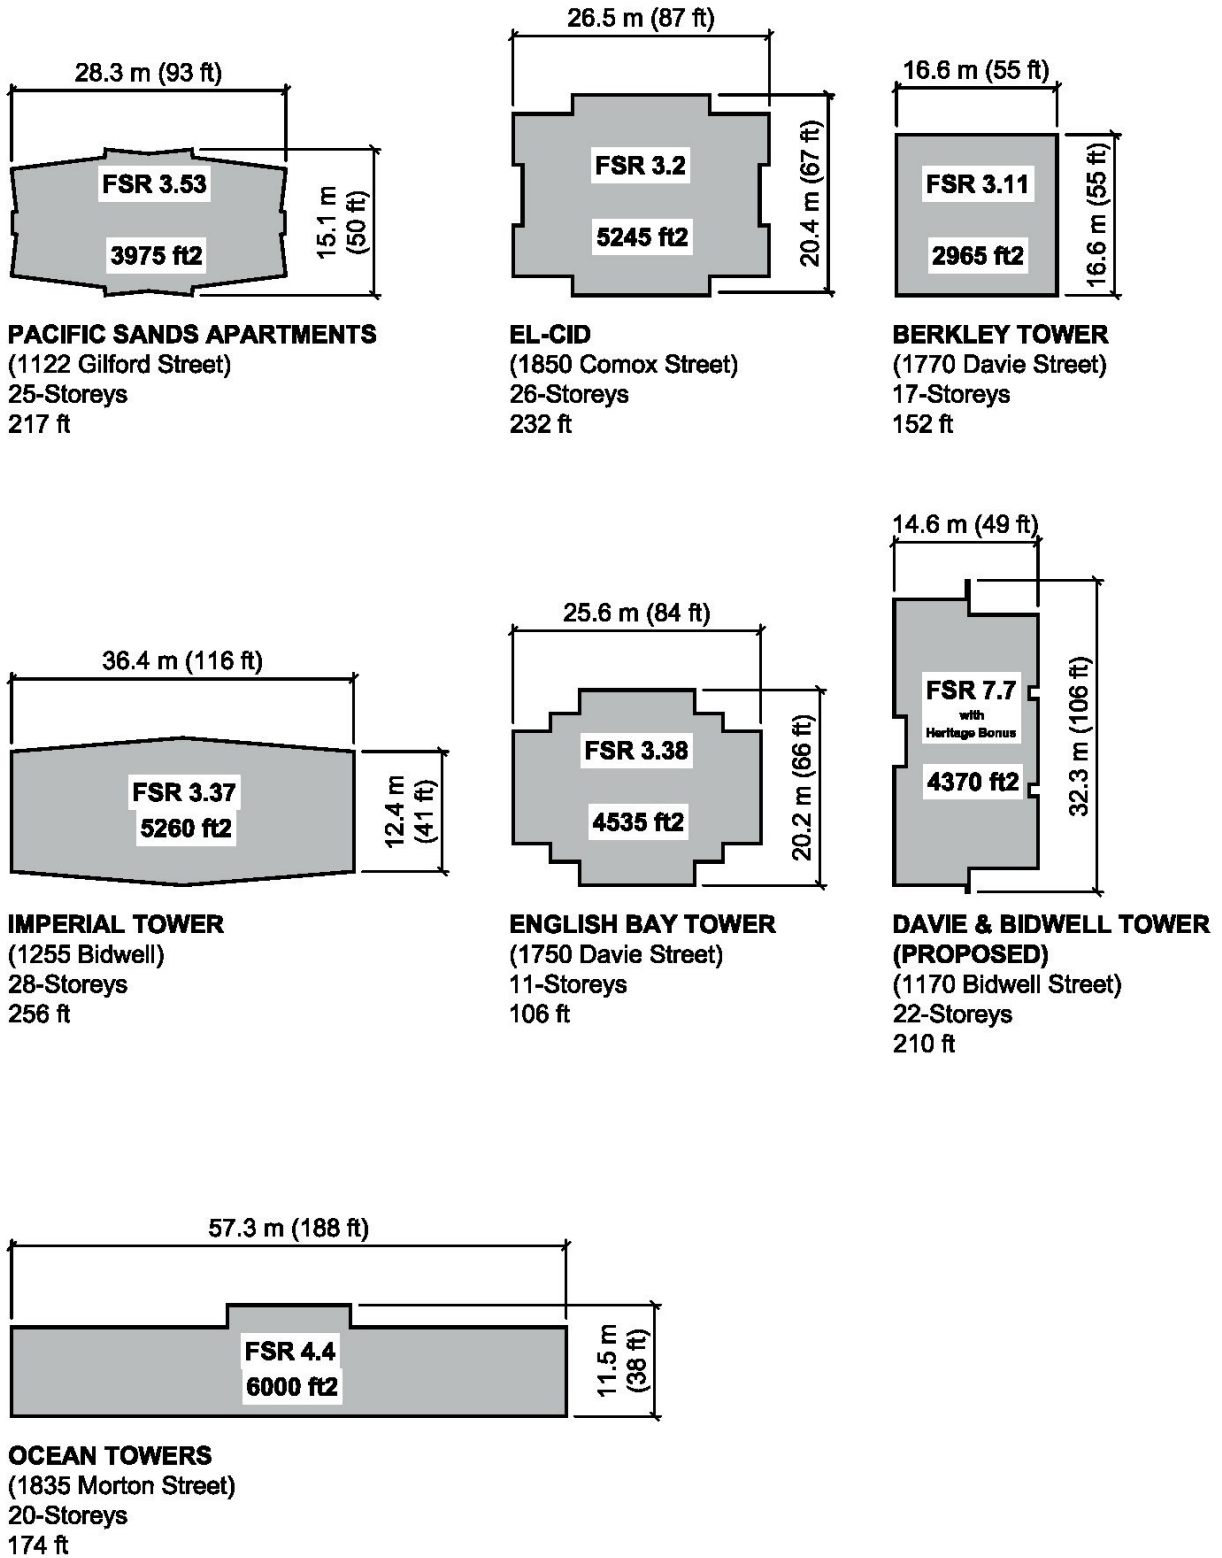 28.3 m (93 ft)
FSR 3.53
3975 ft2
15.1 m
(50 ft)
PACIFIC SANDS APARTMENTS
(1122 Gilford Street)
25-Storeys
217 ft
26.5 m (87 ft)
FSR 3.2
5245 ft2
20.4 m (67 ft)
EL-CID
(1850 Comox Street)
26-Storeys
232 ft
16.6 m (55 ft)
FSR 3.11
2965 ft2
16.6 m (55 ft)
BERKLEY TOWER
(1770 Davie Street)
17-Storeys
152 ft
36.4 m (116 ft)
FSR 3.37
5260 ft2
12.4 m
(41 ft)
IMPERIAL TOWER
(1255 Bidwell)
28-Storeys
256 ft
25.6 m (84 ft)
FSR 3.38
4535 ft2
20.2 m (66 ft)
ENGLISH BAY TOWER
(1750 Davie Street)
11-Storeys
106 ft
14.6 m (49 ft)
FSR 7.7
with
Heritage Bonus
4370 ft2
32.3 m (106 ft)
DAVIE & BIDWELL TOWER
(PROPOSED)
(1170 Bidwell Street)
22-Storeys
210 ft
57.3 m (188 ft)
FSR 4.4
6000 ft2
11.5 m
(38 ft)
OCEAN TOWERS
(1835 Morton Street)
20-Storeys
174 ft